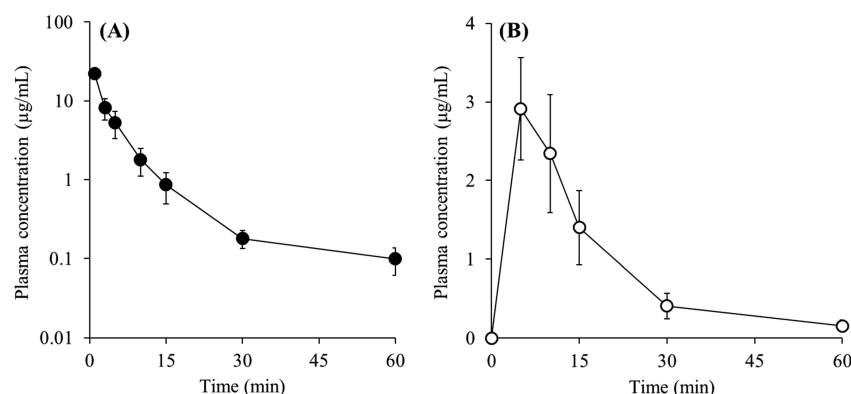 (A)
Plasma concentration (μg/mL)
100
10
1
0.1
0.01
0 15 30 45 60
Time (min)
(B)
Plasma concentration (μg/mL)
4
3
2
1
0
0 15 30 45 60
Time (min)